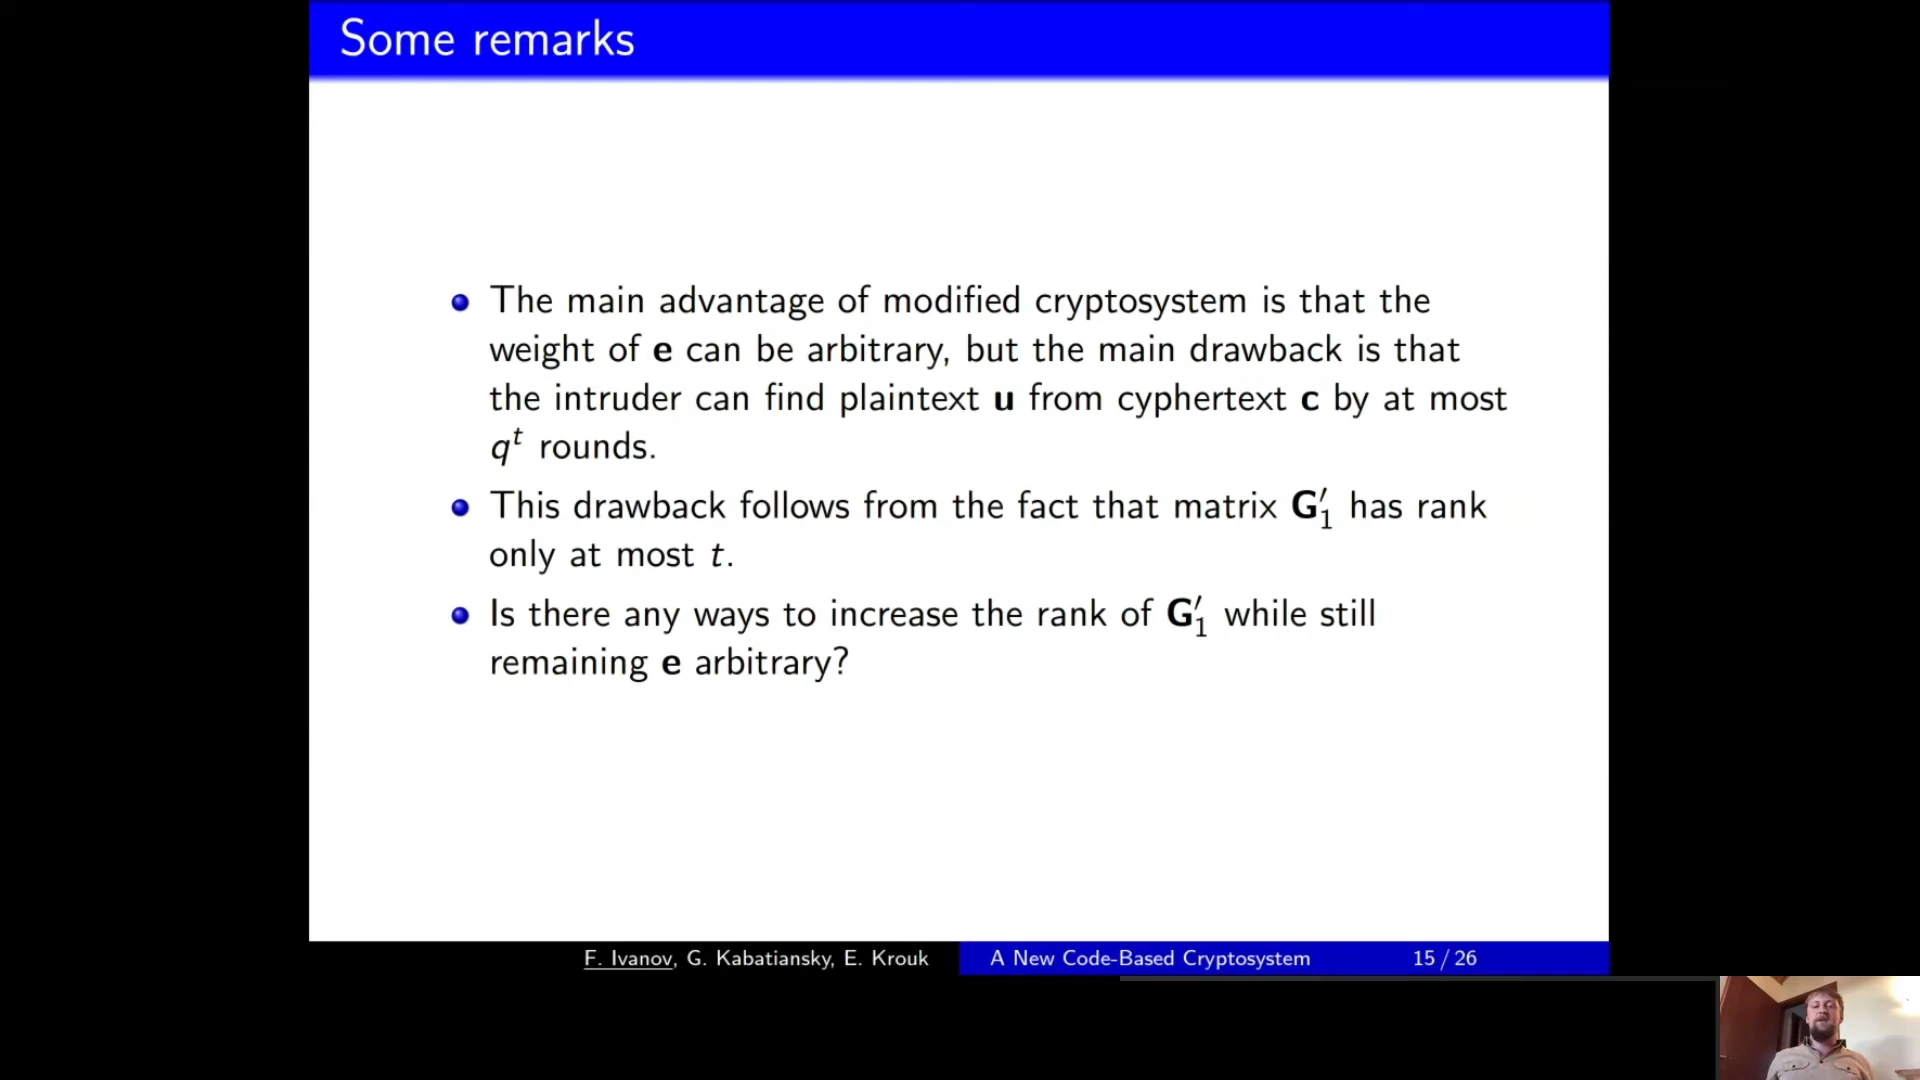 Some remarks
The main advantage of modified cryptosystem is that the
weight of e can be arbitrary, but the main drawback is that
the intruder can find plaintext u from cyphertext c by at most
qᵗ rounds.
This drawback follows from the fact that matrix G′₁ has rank
only at most t.
Is there any ways to increase the rank of G′₁ while still
remaining e arbitrary?
F. Ivanov, G. Kabatiansky, E. Krouk A New Code-Based Cryptosystem 15 / 26